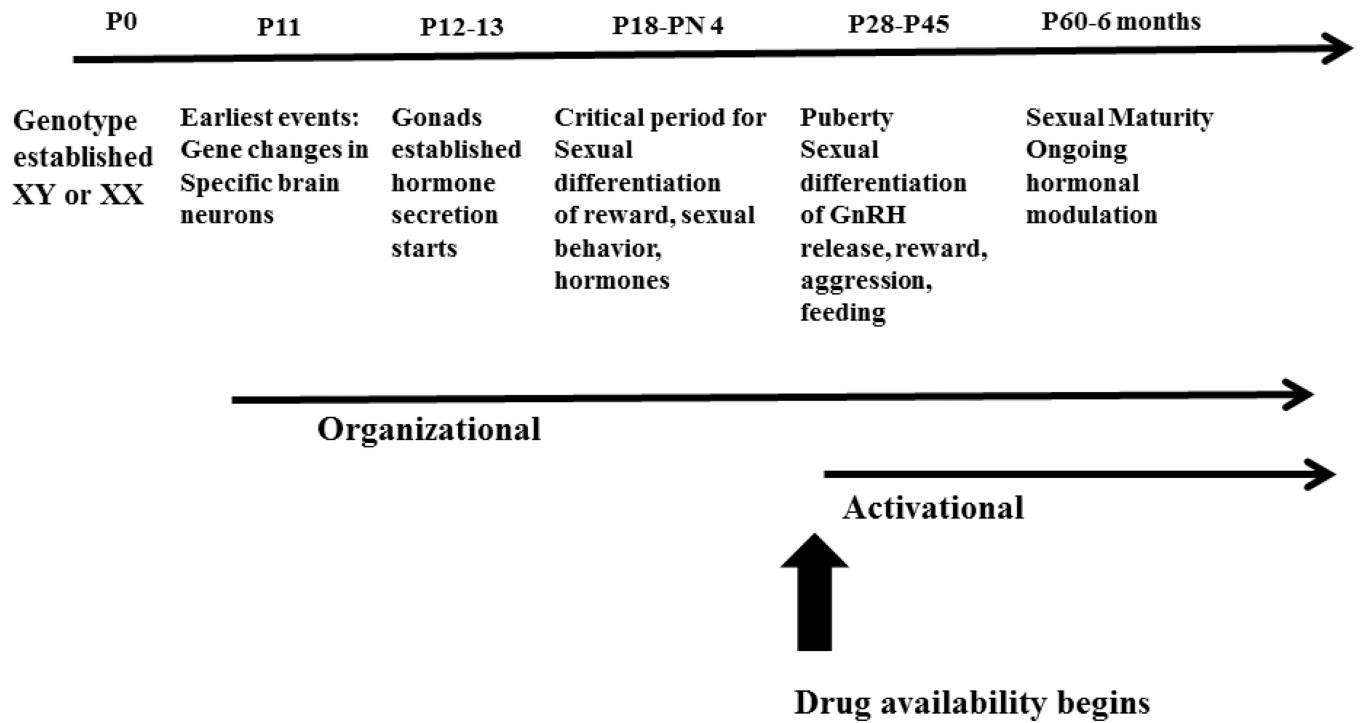 P0
P11
P12-13
P18-PN 4
P28-P45
P60-6 months
Genotype
established
XY or XX
Earliest events:
Gene changes in
Specific brain
neurons
Gonads
established
hormone
secretion
starts
Critical period for
Sexual
differentiation
of reward, sexual
behavior,
hormones
Puberty
Sexual
differentiation
of GnRH
release, reward,
aggression,
feeding
Sexual Maturity
Ongoing
hormonal
modulation
Organizational
Activational
Drug availability begins